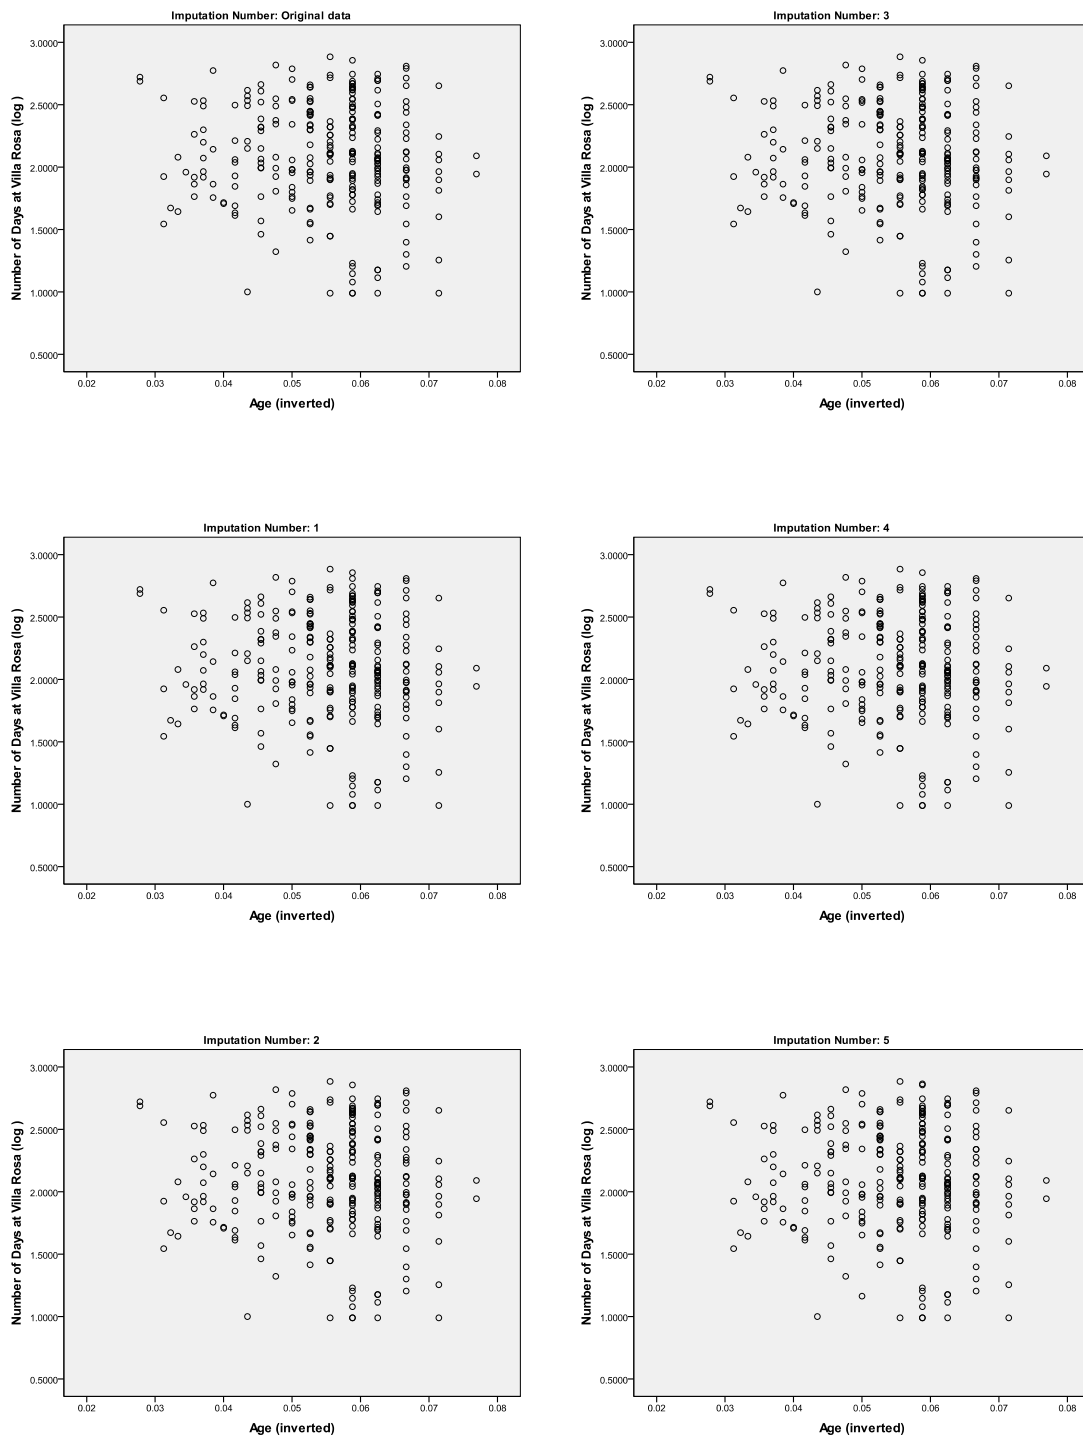 Imputation Number: Original data
3.0000
2.5000
2.0000
1.5000
1.0000
0.5000
Number of Days at Villa Rosa (log )
0.02 0.03 0.04 0.05 0.06 0.07 0.08
Age (inverted)
Imputation Number: 3
3.0000
2.5000
2.0000
1.5000
1.0000
0.5000
Number of Days at Villa Rosa (log )
0.02 0.03 0.04 0.05 0.06 0.07 0.08
Age (inverted)
Imputation Number: 1
3.0000
2.5000
2.0000
1.5000
1.0000
0.5000
Number of Days at Villa Rosa (log )
0.02 0.03 0.04 0.05 0.06 0.07 0.08
Age (inverted)
Imputation Number: 4
3.0000
2.5000
2.0000
1.5000
1.0000
0.5000
Number of Days at Villa Rosa (log )
0.02 0.03 0.04 0.05 0.06 0.07 0.08
Age (inverted)
Imputation Number: 2
3.0000
2.5000
2.0000
1.5000
1.0000
0.5000
Number of Days at Villa Rosa (log )
0.02 0.03 0.04 0.05 0.06 0.07 0.08
Age (inverted)
Imputation Number: 5
3.0000
2.5000
2.0000
1.5000
1.0000
0.5000
Number of Days at Villa Rosa (log )
0.02 0.03 0.04 0.05 0.06 0.07 0.08
Age (inverted)